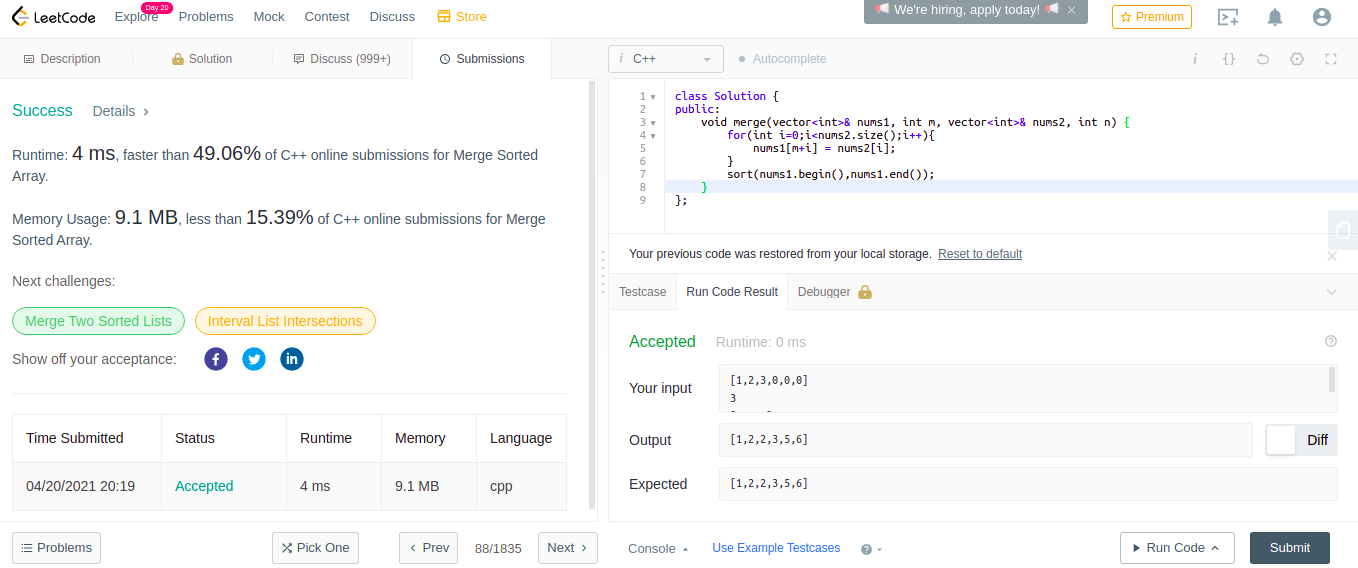 LeetCode
Explore
Day 20
Problems
Mock
Contest
Discuss
Store
We're hiring, apply today!
Premium
Description
Solution
Discuss (999+)
Submissions
i C++
Autocomplete
Success
Details
Runtime: 4 ms, faster than 49.06% of C++ online submissions for Merge Sorted
Array.
Memory Usage: 9.1 MB, less than 15.39% of C++ online submissions for Merge
Sorted Array.
Next challenges:
Merge Two Sorted Lists
Interval List Intersections
Show off your acceptance:
Time Submitted Status Runtime Memory Language
04/20/2021 20:19 Accepted 4 ms 9.1 MB cpp
Problems
Pick One
Prev
88/1835
Next
1 class Solution {
2 public:
3 void merge(vector<int>& nums1, int m, vector<int>& nums2, int n) {
4 for(int i=0;i<nums2.size();i++){
5 nums1[m+i] = nums2[i];
6 }
7 sort(nums1.begin(),nums1.end());
8 }
9 };
Your previous code was restored from your local storage. Reset to default
Testcase
Run Code Result
Debugger
Accepted
Runtime: 0 ms
Your input
[1,2,3,0,0,0]
3
Output
[1,2,2,3,5,6]
Diff
Expected
[1,2,2,3,5,6]
Console
Use Example Testcases
Run Code
Submit